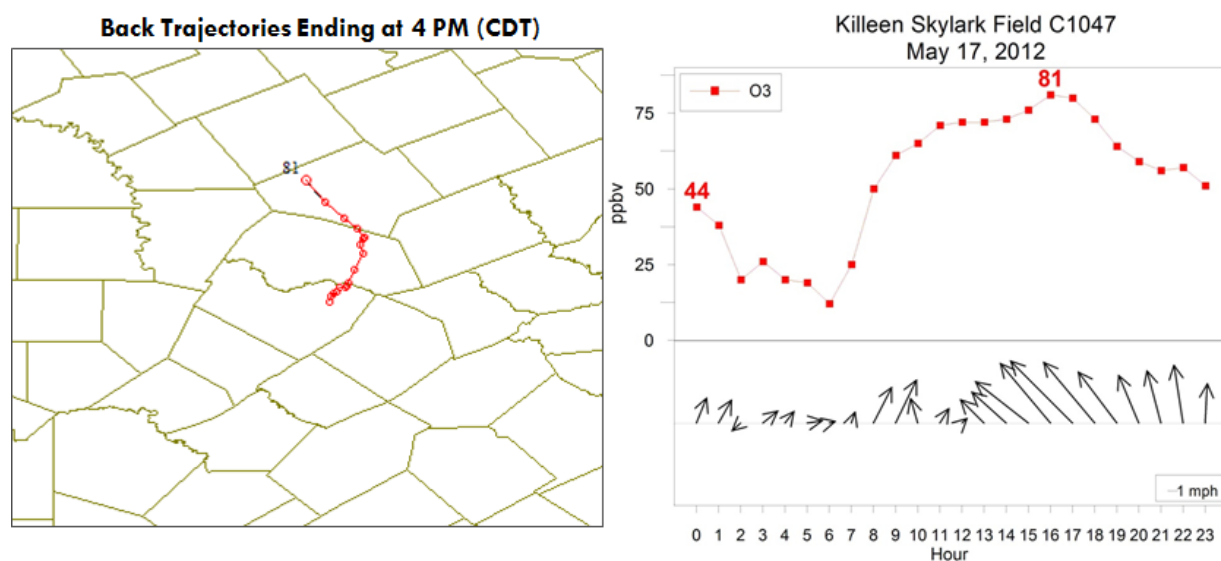 Back Trajectories Ending at 4 PM (CDT)
81
Killeen Skylark Field C1047
May 17, 2012
O3
81
44
75
50
25
0
ppbv
1 mph
0 1 2 3 4 5 6 7 8 9 10 11 12 13 14 15 16 17 18 19 20 21 22 23
Hour